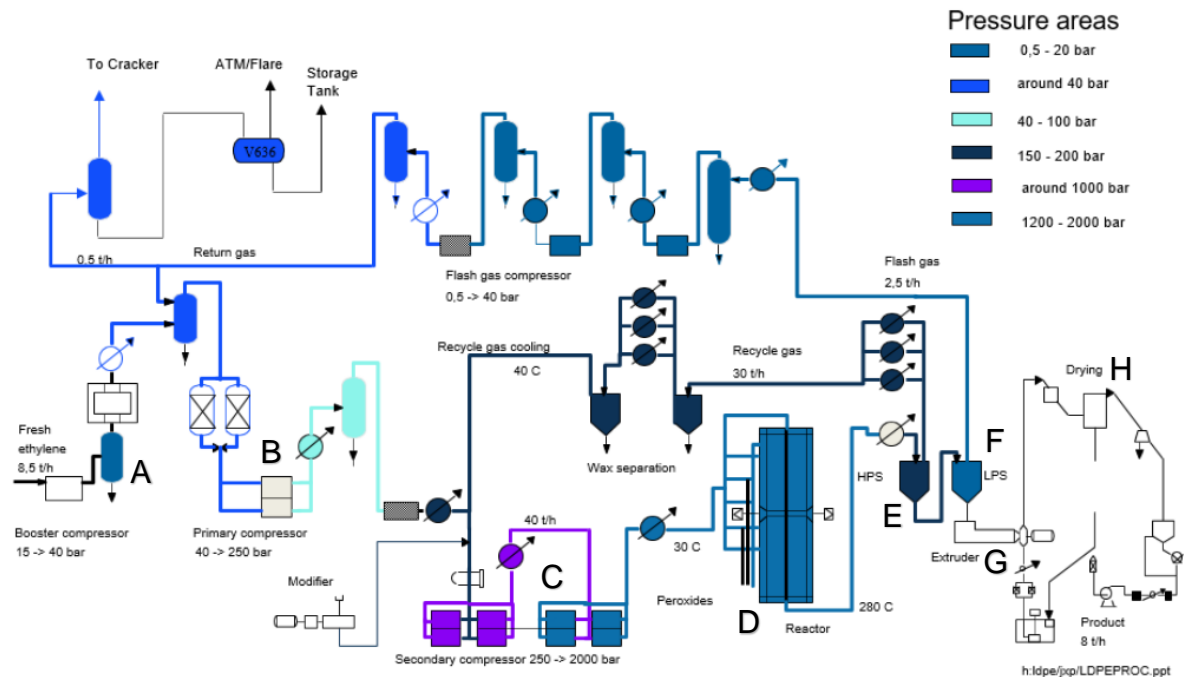 Pressure areas
0,5 - 20 bar
around 40 bar
40 - 100 bar
150 - 200 bar
around 1000 bar
1200 - 2000 bar
To Cracker
ATM/Flare
Storage
Tank
V636
0.5 t/h
Return gas
Flash gas compressor
0,5 -> 40 bar
Flash gas
2,5 t/h
Recycle gas cooling
40 C
Recycle gas
30 t/h
Wax separation
Fresh
ethylene
8,5 t/h
A
Booster compressor
15 -> 40 bar
B
Primary compressor
40 -> 250 bar
Modifier
40 t/h
C
Secondary compressor 250 -> 2000 bar
30 C
Peroxides
D
Reactor
280 C
HPS
E
F
LPS
Extruder
G
Drying
H
Product
8 t/h
h:ldpe/jxp/LDPEPROC.ppt